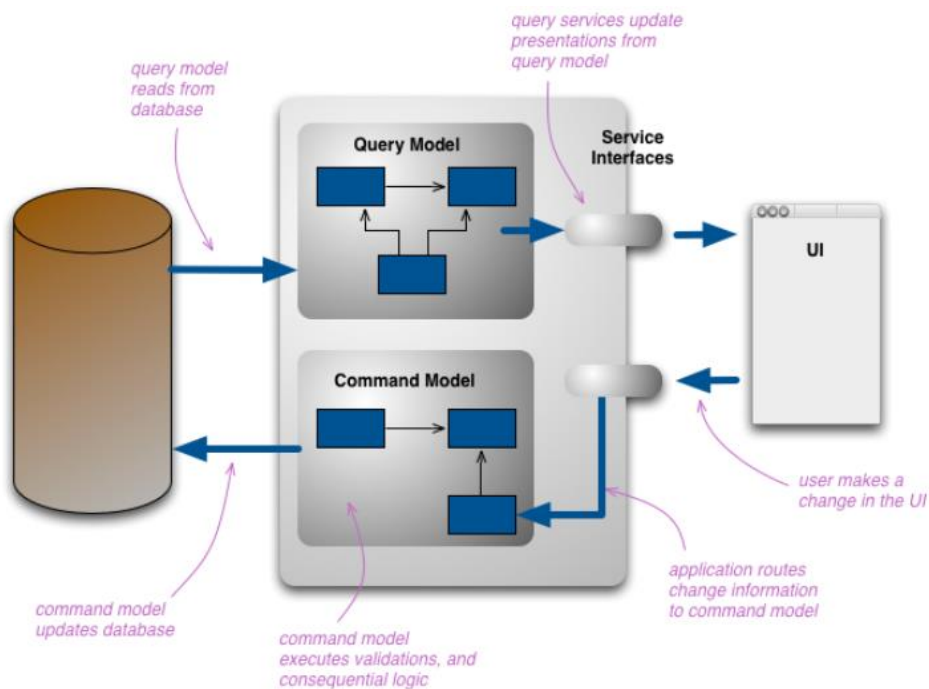 query services update
presentations from
query model
query model
reads from
database
Query Model
Service
Interfaces
UI
Command Model
user makes a
change in the UI
application routes
change information
to command model
command model
updates database
command model
executes validations, and
consequential logic